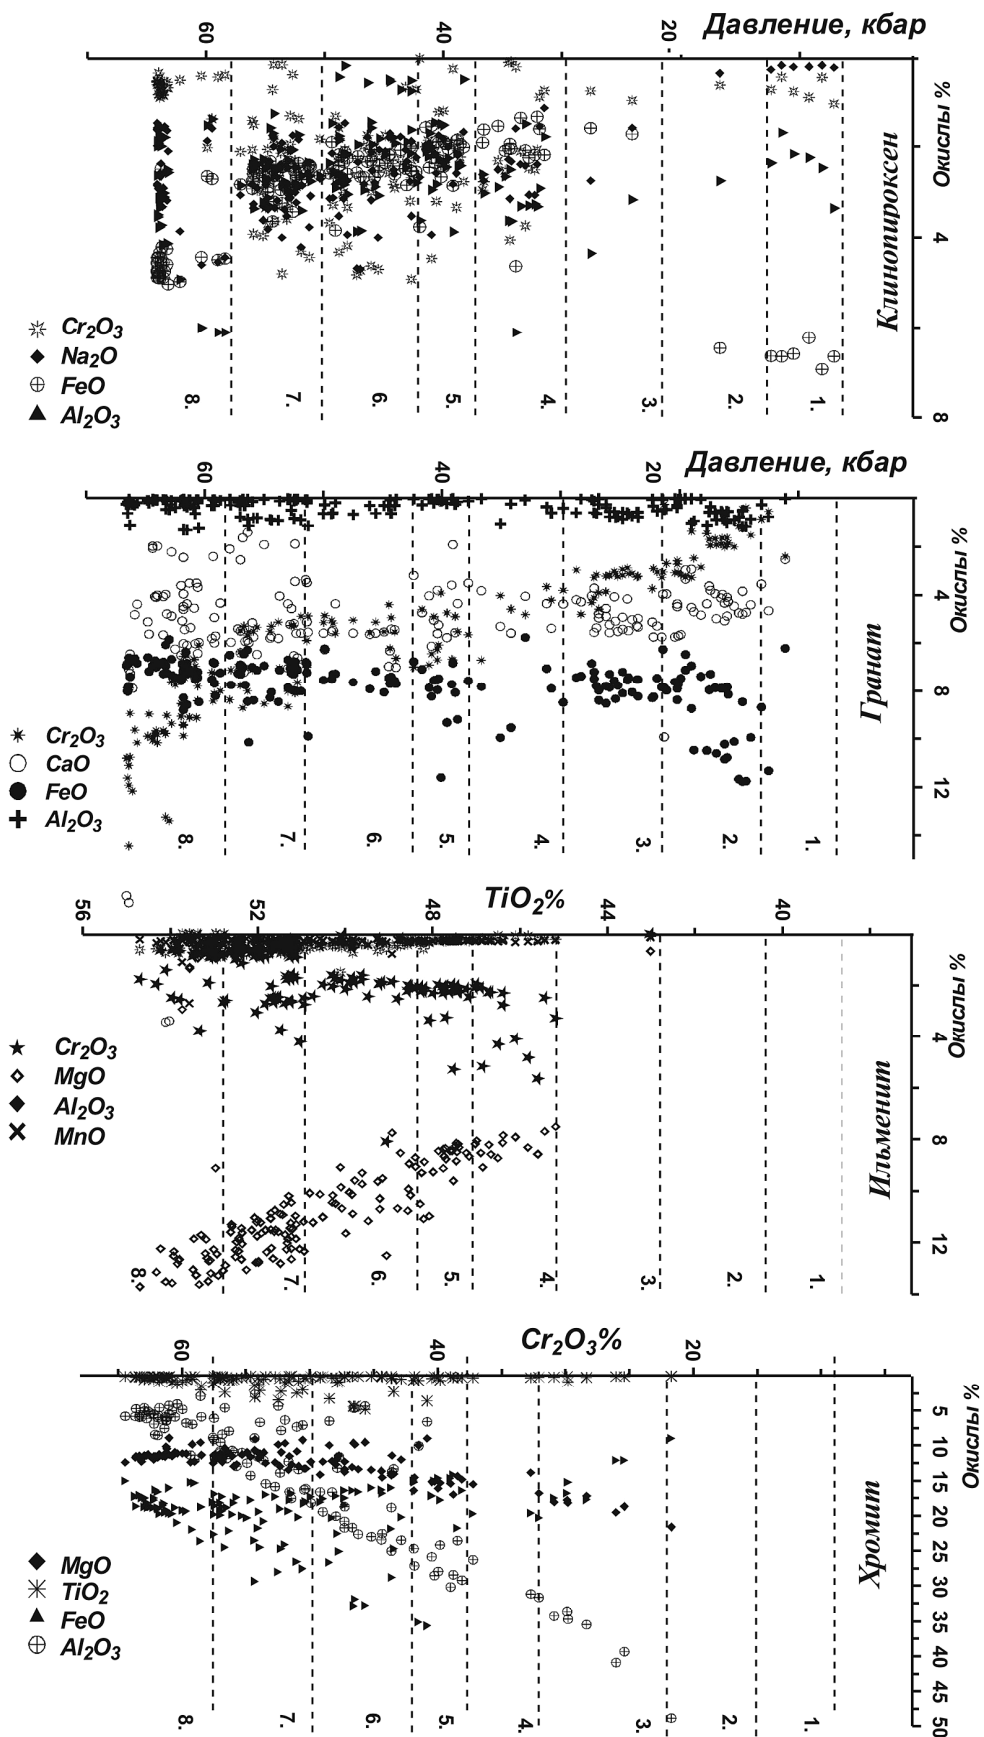 60
40
20
Давление, кбар
Окислы %
4
8
Клинопироксен
Cr2O3
Na2O
FeO
Al2O3
8.
7.
6.
5.
4.
3.
2.
1.
60
40
20
Давление, кбар
Окислы %
4
8
12
Гранат
Cr2O3
CaO
FeO
Al2O3
8.
7.
6.
5.
4.
3.
2.
1.
56
52
48
44
40
TiO2%
Окислы %
4
8
12
Ильменит
Cr2O3
MgO
Al2O3
MnO
8.
7.
6.
5.
4.
3.
2.
1.
60
40
20
Cr2O3%
Окислы %
5
10
15
20
25
30
35
40
45
50
Хромит
MgO
TiO2
FeO
Al2O3
8.
7.
6.
5.
4.
3.
2.
1.